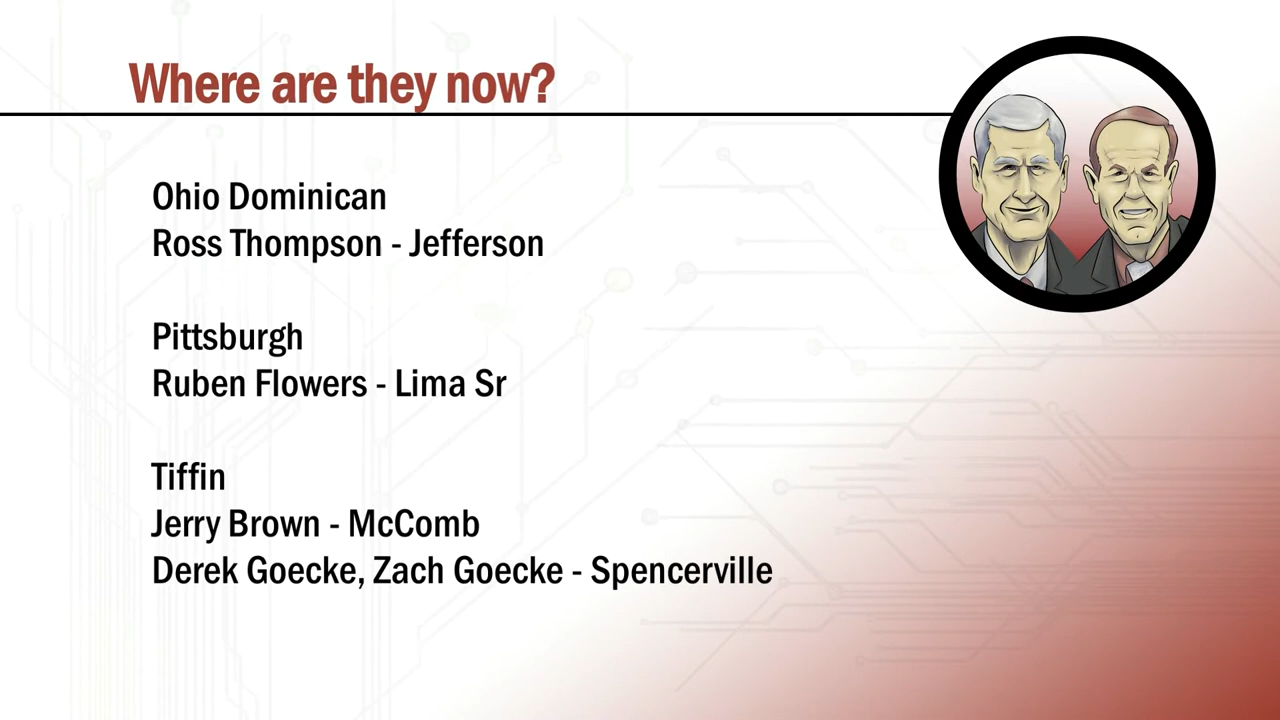 Where are they now?
Ohio Dominican
Ross Thompson - Jefferson
Pittsburgh
Ruben Flowers - Lima Sr
Tiffin
Jerry Brown - McComb
Derek Goecke, Zach Goecke - Spencerville